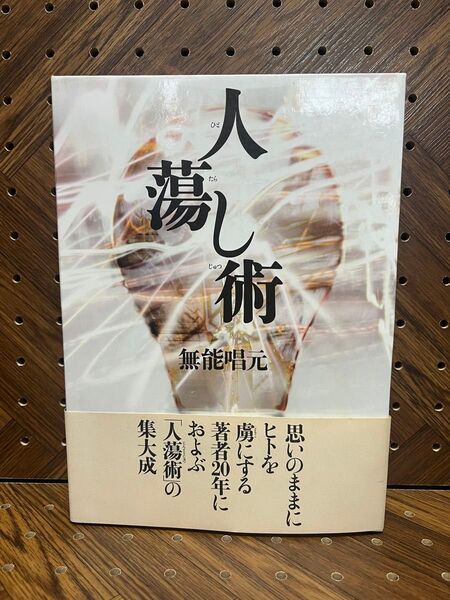 人蕩し術
ひと
たら
じゅつ
無能唱元
思いのままに
ヒトを
虜にする
著者20年に
およぶ
「人蕩術」の
集大成